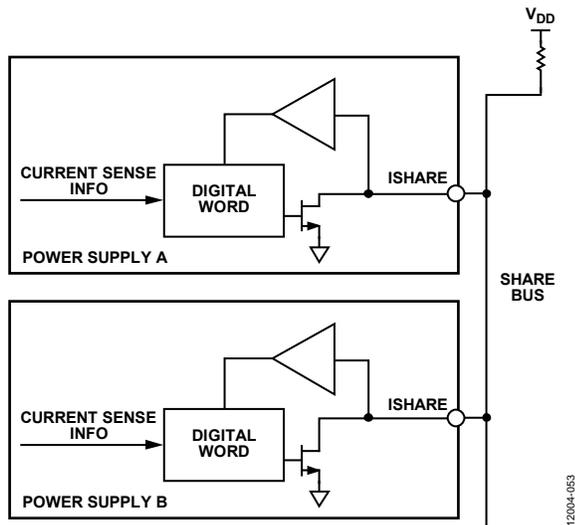 VDD
CURRENT SENSE
INFO
DIGITAL
WORD
ISHARE
POWER SUPPLY A
SHARE
BUS
CURRENT SENSE
INFO
DIGITAL
WORD
ISHARE
POWER SUPPLY B
12004-053